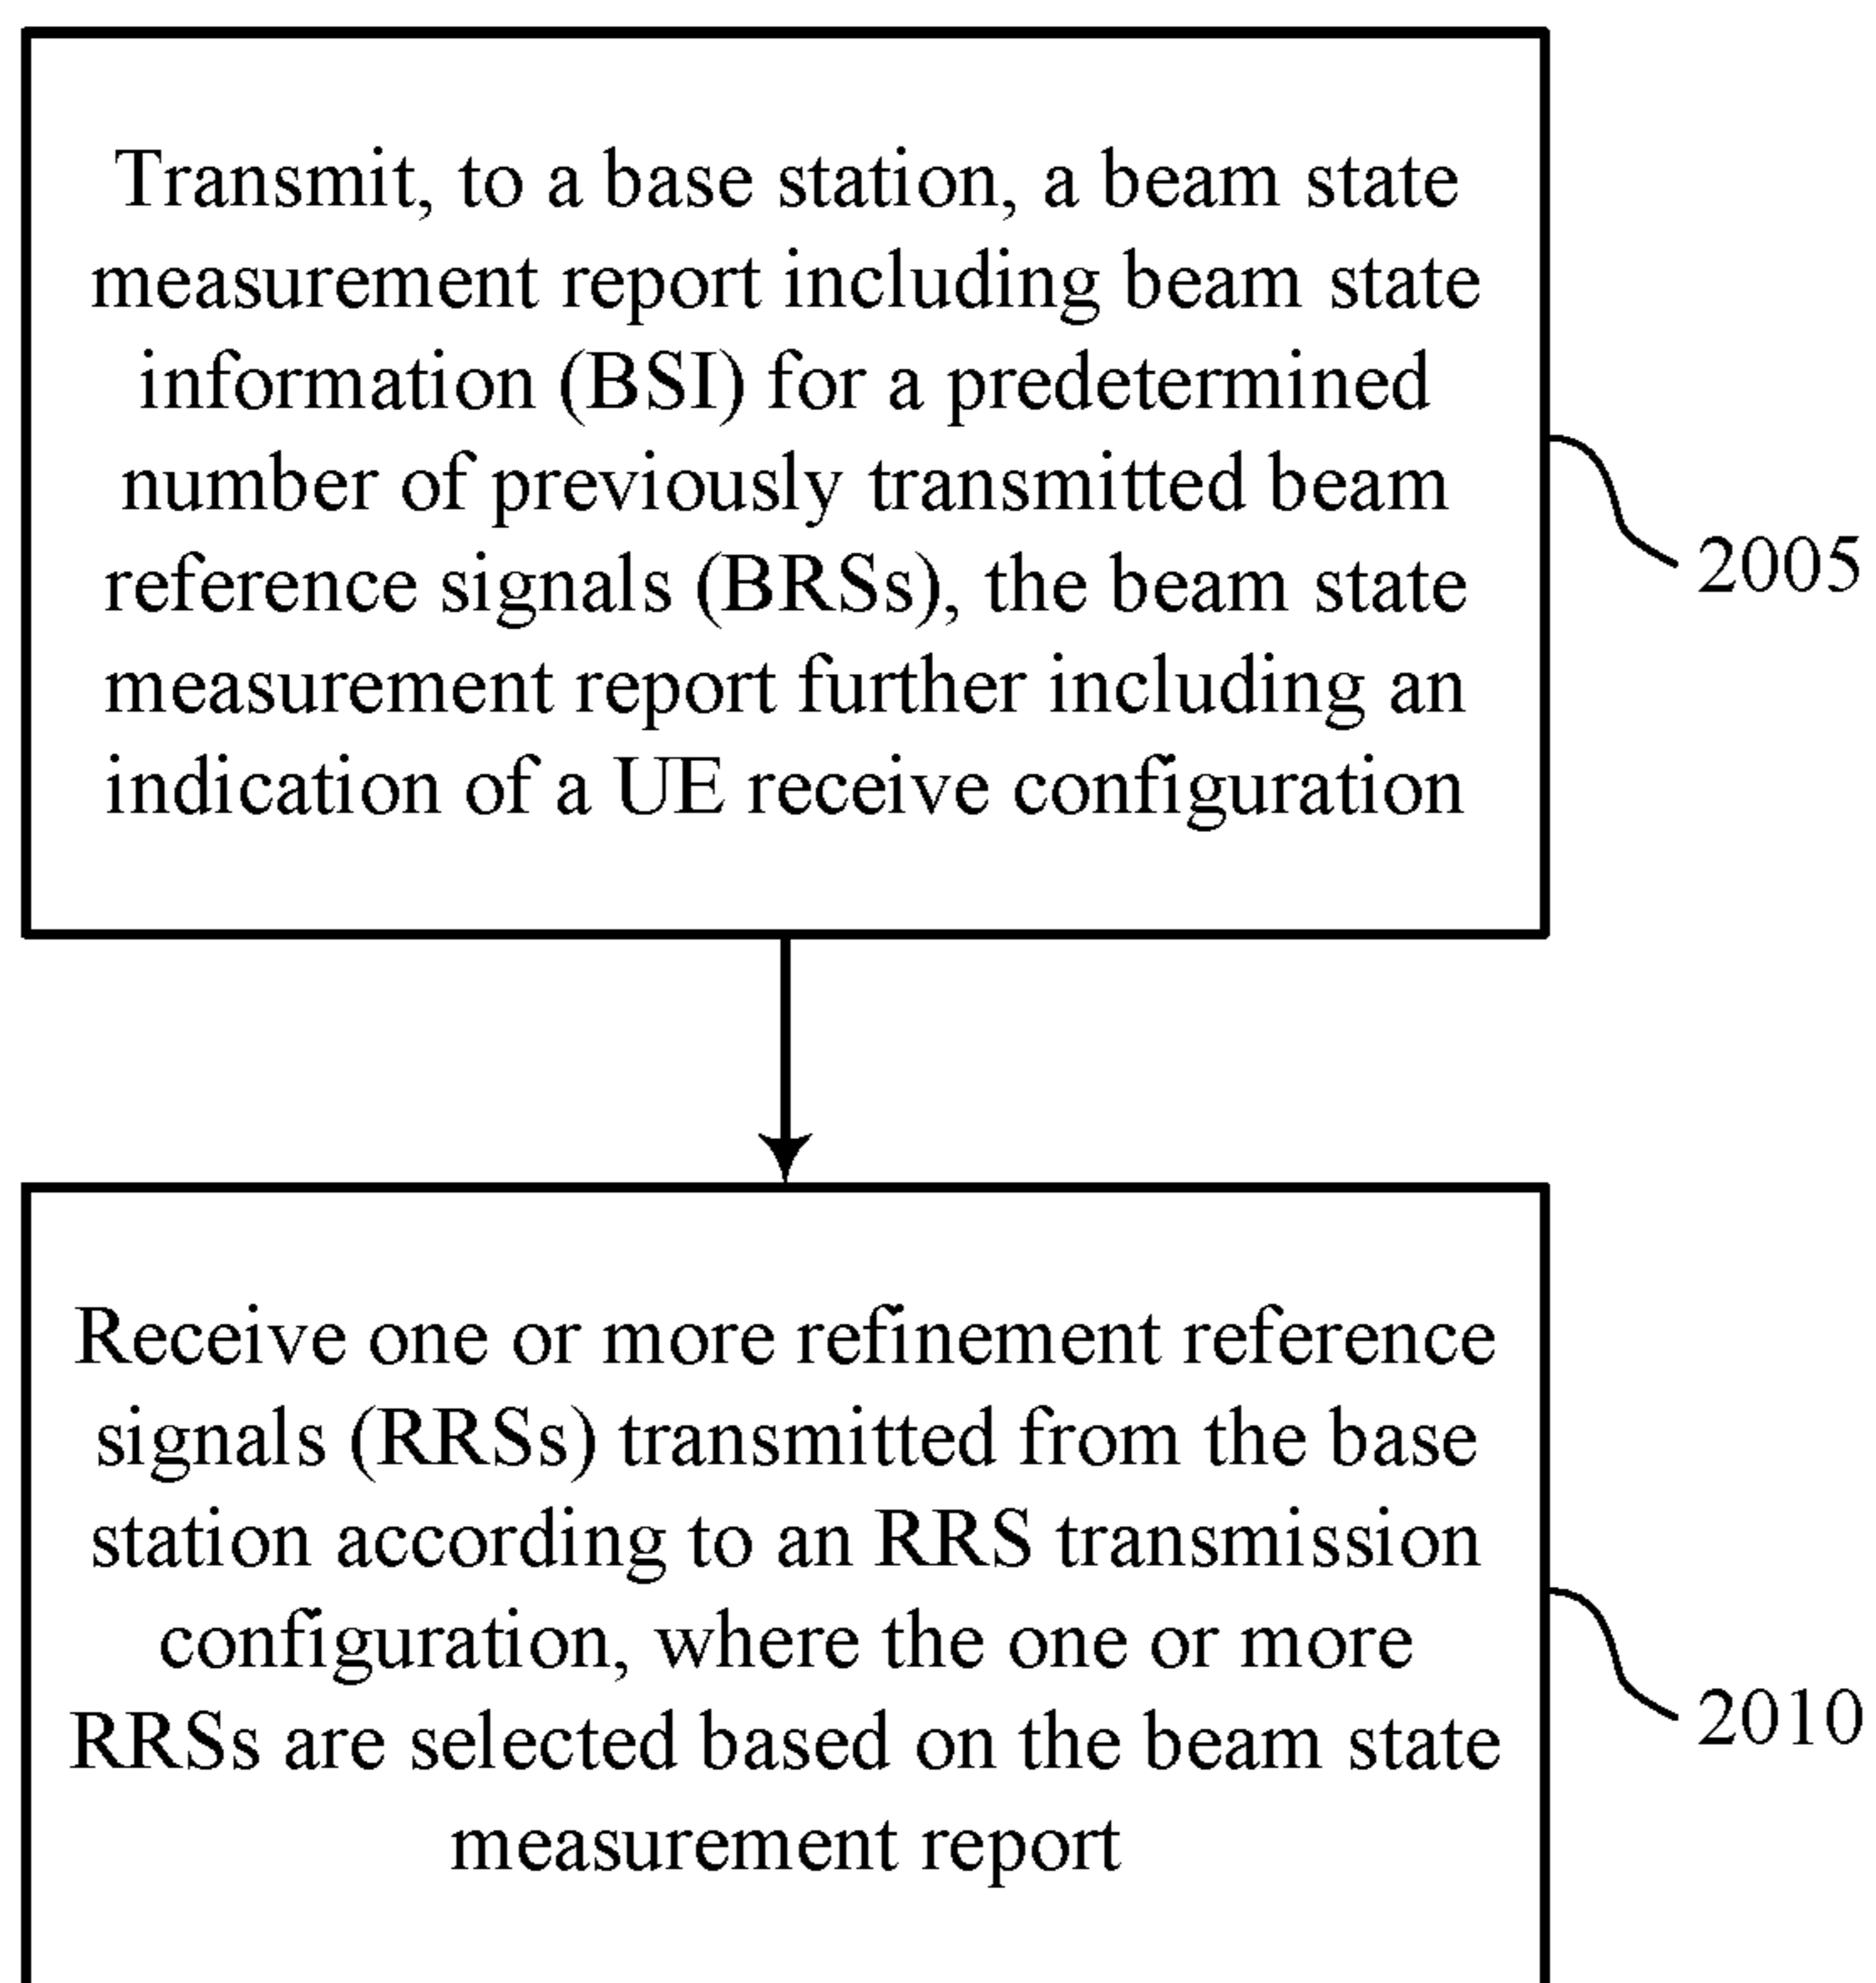 Transmit, to a base station, a beam state
measurement report including beam state
information (BSI) for a predetermined
number of previously transmitted beam
reference signals (BRSs), the beam state
measurement report further including an
indication of a UE receive configuration
2005
Receive one or more refinement reference
signals (RRSs) transmitted from the base
station according to an RRS transmission
configuration, where the one or more
RRSs are selected based on the beam state
measurement report
2010